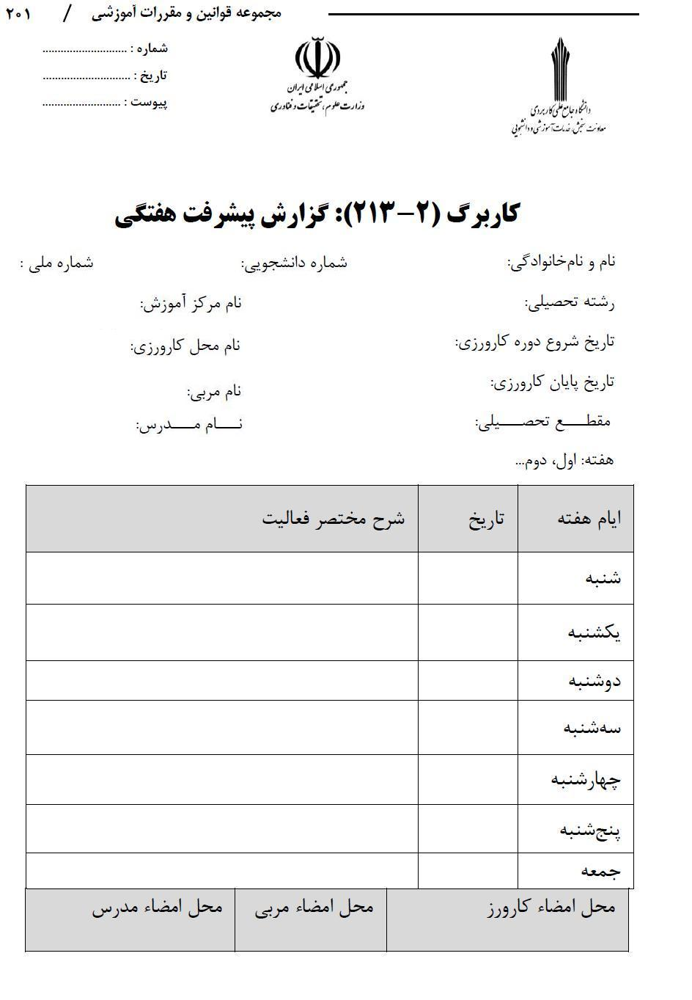 مجموعه قوانین و مقررات آموزشی / ۲۰۱
شماره : ............................
تاریخ : .............................
پیوست : ..........................
جمهوری اسلامی ایران
وزارت علوم، تحقیقات و فناوری
دانشگاه جامع علمی کاربردی
معاونت سنجش، خدمات آموزشی و دانشجویی
کاربرگ (۲-۲۱۳): گزارش پیشرفت هفتگی
نام و نام‌خانوادگی: شماره دانشجویی: شماره ملی :
رشته تحصیلی: نام مرکز آموزش:
تاریخ شروع دوره کارورزی: نام محل کارورزی:
تاریخ پایان کارورزی: نام مربی:
مقطـــع تحصـــیلی: نـــام مـــدرس:
هفته: اول، دوم...
ایام هفته تاریخ شرح مختصر فعالیت
شنبه
یکشنبه
دوشنبه
سه‌شنبه
چهارشنبه
پنج‌شنبه
جمعه
محل امضاء کارورز محل امضاء مربی محل امضاء مدرس